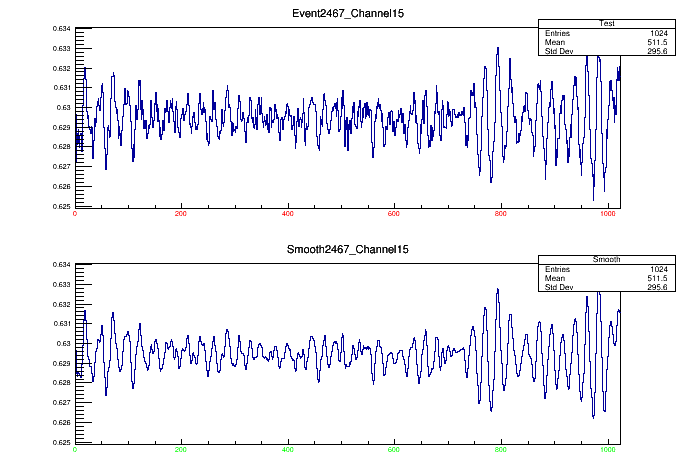 Event2467_Channel15
Test
Entries 1024
Mean 511.5
Std Dev 295.6
0.634
0.633
0.632
0.631
0.63
0.629
0.628
0.627
0.626
0.625
0 200 400 600 800 1000
Smooth2467_Channel15
Smooth
Entries 1024
Mean 511.5
Std Dev 295.6
0.634
0.633
0.632
0.631
0.63
0.629
0.628
0.627
0.626
0.625
0 200 400 600 800 1000